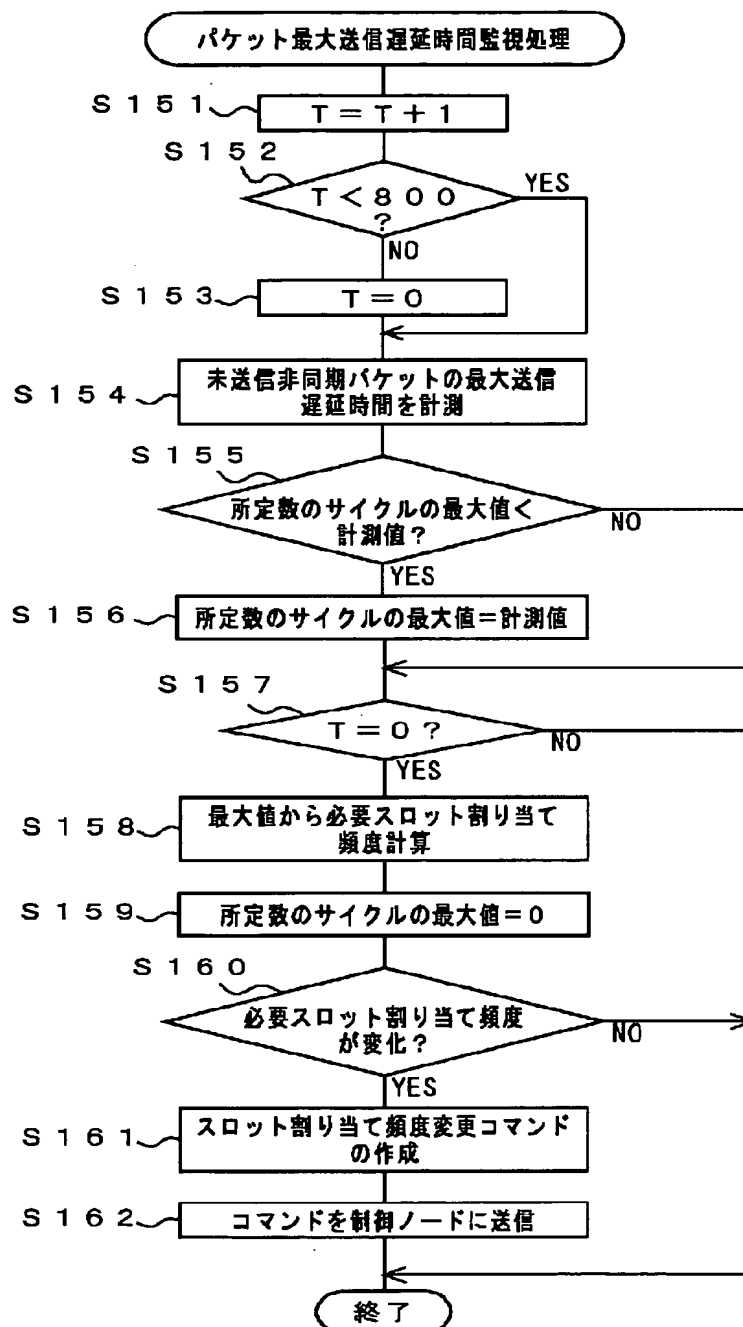 パケット最大送信遅延時間監視処理
S151
T=T+1
S152
T<800
?
YES
NO
S153
T=0
S154
未送信非同期パケットの最大送信
遅延時間を計測
S155
所定数のサイクルの最大値<
計測値?
NO
YES
S156
所定数のサイクルの最大値=計測値
S157
T=0?
NO
YES
S158
最大値から必要スロット割り当て
頻度計算
S159
所定数のサイクルの最大値=0
S160
必要スロット割り当て頻度
が変化?
NO
YES
S161
スロット割り当て頻度変更コマンド
の作成
S162
コマンドを制御ノードに送信
終了